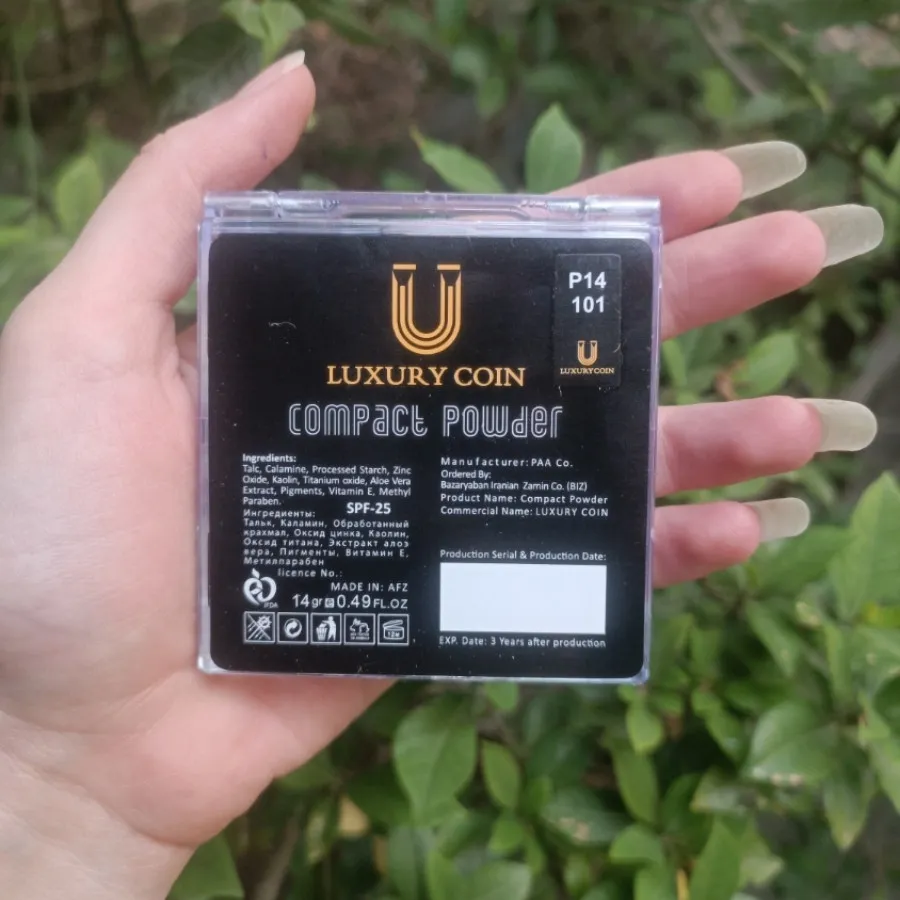 LUXURY COIN
P14
101
LUXURY COIN
COMPACT POWDER
Ingredients:
Talc, Calamine, Processed Starch, Zinc
Oxide, Kaolin, Titanium oxide, Aloe Vera
Extract, Pigments, Vitamin E, Methyl
Paraben.
SPF-25
Ингредиенты:
Тальк, Каламин, Обработанный
крахмал, Оксид цинка, Каолин,
Оксид титана, Экстракт алоэ
вера, Пигменты, Витамин Е,
Метилпарабен
licence No.:
MADE IN: AFZ
14gr e 0.49 FL.OZ
12M
Manufacturer: PAA Co.
Ordered By:
Bazaryaban Iranian Zamin Co. (BIZ)
Product Name: Compact Powder
Commercial Name: LUXURY COIN
Production Serial & Production Date:
EXP. Date: 3 Years after production